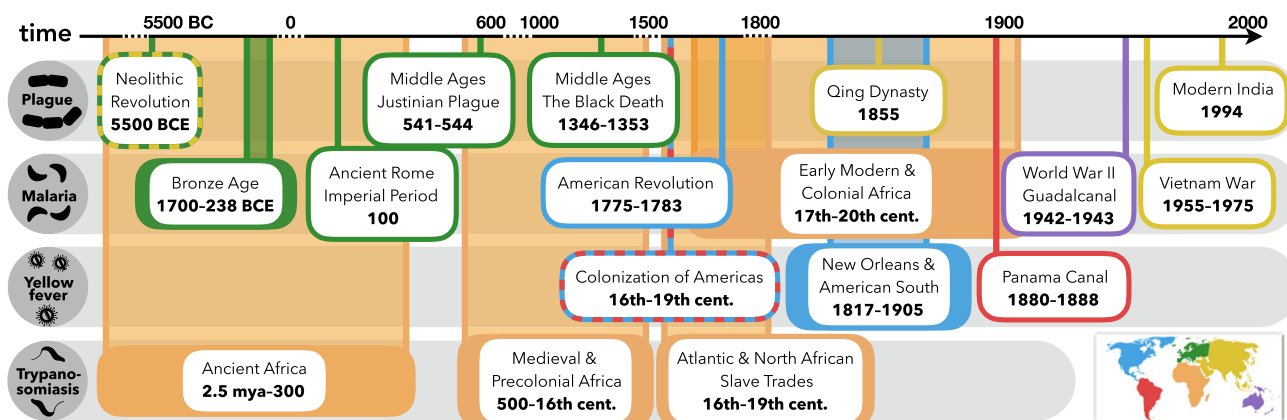 time
5500 BC
0
600
1000
1500
1800
1900
2000
Plague
Neolithic
Revolution
5500 BCE
Middle Ages
Justinian Plague
541–544
Middle Ages
The Black Death
1346–1353
Qing Dynasty
1855
Modern India
1994
Malaria
Bronze Age
1700–238 BCE
Ancient Rome
Imperial Period
100
American Revolution
1775–1783
Early Modern &
Colonial Africa
17th–20th cent.
World War II
Guadalcanal
1942–1943
Vietnam War
1955–1975
Yellow
fever
Colonization of Americas
16th–19th cent.
New Orleans &
American South
1817–1905
Panama Canal
1880–1888
Trypano-
somiasis
Ancient Africa
2.5 mya–300
Medieval &
Precolonial Africa
500–16th cent.
Atlantic & North African
Slave Trades
16th–19th cent.